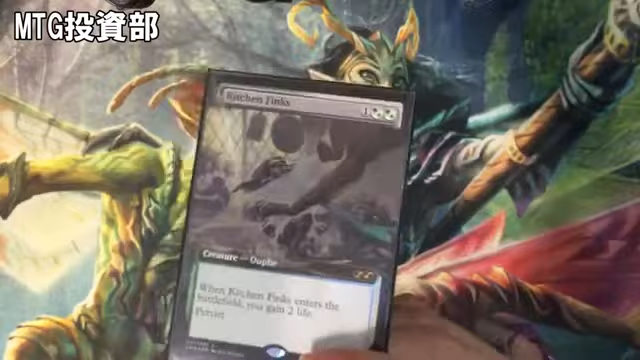 MTG投資部
Kitchen Finks
1
Creature — Ouphe
When Kitchen Finks enters the
battlefield, you gain 2 life.
Persist